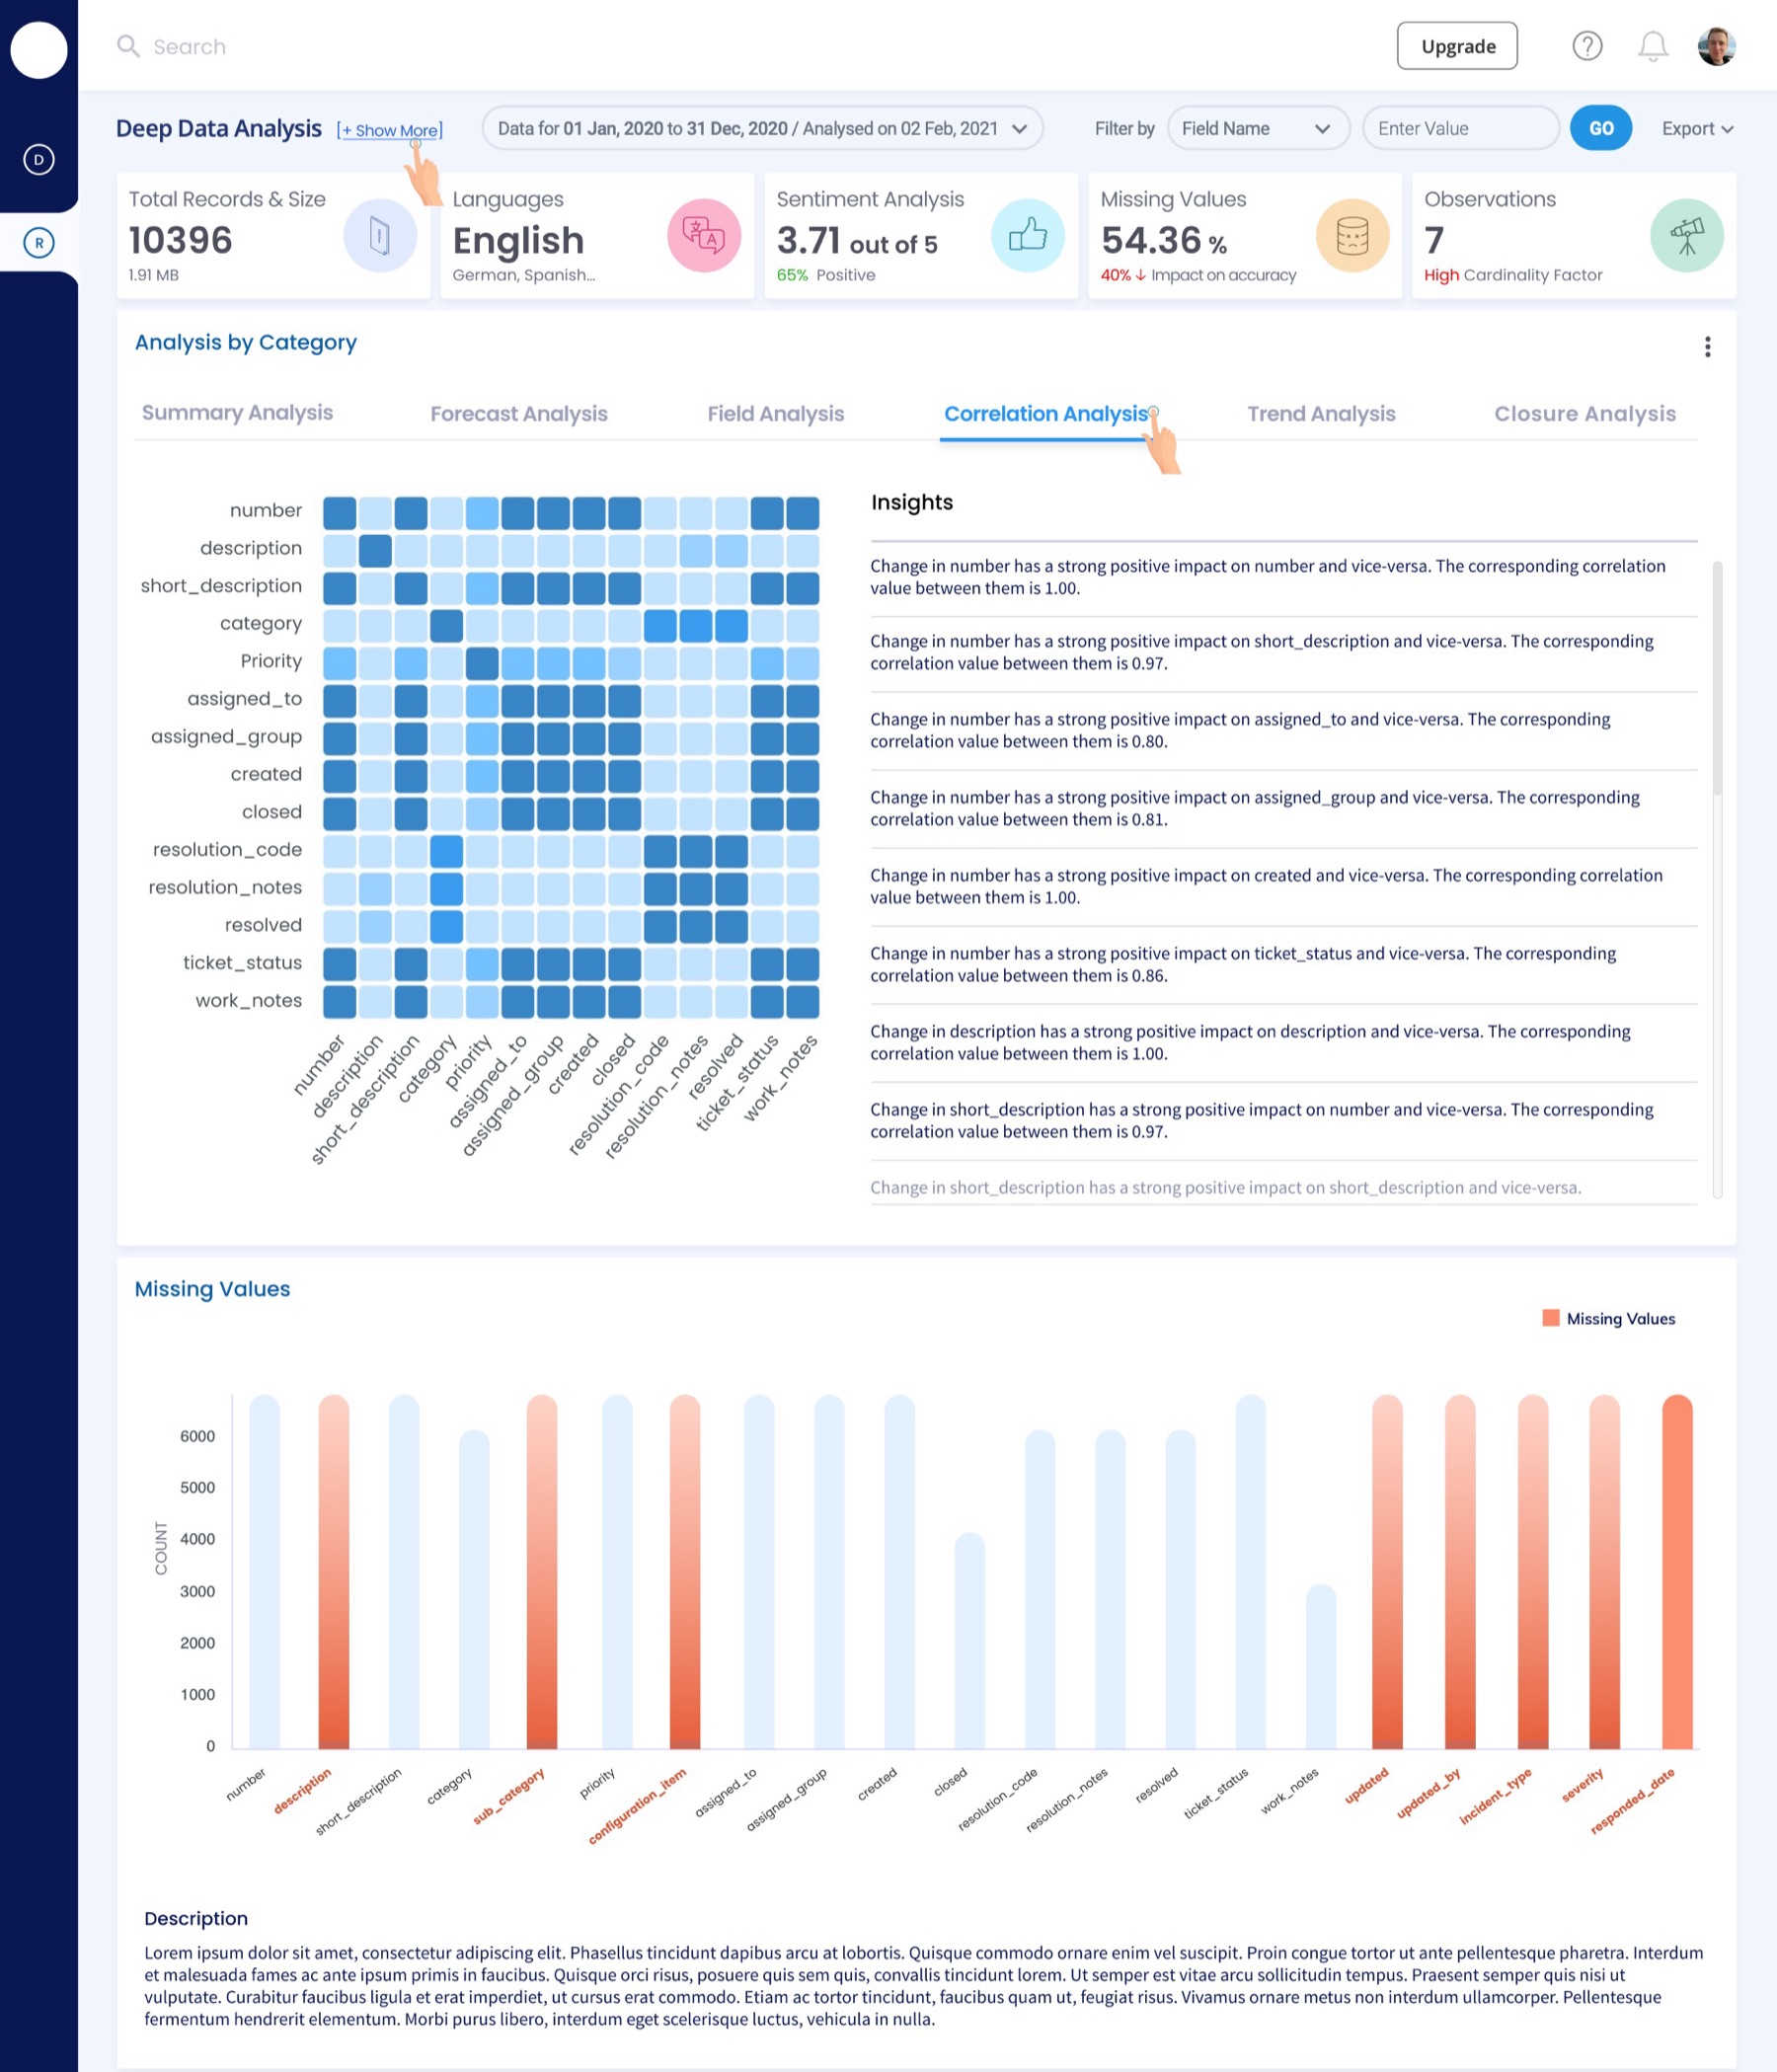 Search
Upgrade
D
R
Deep Data Analysis [+ Show More]
Data for 01 Jan, 2020 to 31 Dec, 2020 / Analysed on 02 Feb, 2021
Filter by
Field Name
Enter Value
GO
Export
Total Records & Size
10396
1.91 MB
Languages
English
German, Spanish...
Sentiment Analysis
3.71 out of 5
65% Positive
Missing Values
54.36 %
40% ↓ Impact on accuracy
Observations
7
High Cardinality Factor
Analysis by Category
Summary Analysis
Forecast Analysis
Field Analysis
Correlation Analysis
Trend Analysis
Closure Analysis
number
description
short_description
category
Priority
assigned_to
assigned_group
created
closed
resolution_code
resolution_notes
resolved
ticket_status
work_notes
number
description
short_description
category
priority
assigned_to
assigned_group
created
closed
resolution_code
resolution_notes
resolved
ticket_status
work_notes
Insights
Change in number has a strong positive impact on number and vice-versa. The corresponding correlation
value between them is 1.00.
Change in number has a strong positive impact on short_description and vice-versa. The corresponding
correlation value between them is 0.97.
Change in number has a strong positive impact on assigned_to and vice-versa. The corresponding
correlation value between them is 0.80.
Change in number has a strong positive impact on assigned_group and vice-versa. The corresponding
correlation value between them is 0.81.
Change in number has a strong positive impact on created and vice-versa. The corresponding correlation
value between them is 1.00.
Change in number has a strong positive impact on ticket_status and vice-versa. The corresponding
correlation value between them is 0.86.
Change in description has a strong positive impact on description and vice-versa. The corresponding
correlation value between them is 1.00.
Change in short_description has a strong positive impact on number and vice-versa. The corresponding
correlation value between them is 0.97.
Change in short_description has a strong positive impact on short_description and vice-versa.
Missing Values
Missing Values
COUNT
6000
5000
4000
3000
2000
1000
0
number
description
short_description
category
sub_category
priority
configuration_item
assigned_to
assigned_group
created
closed
resolution_code
resolution_notes
resolved
ticket_status
work_notes
updated
updated_by
incident_type
severity
responded_date
Description
Lorem ipsum dolor sit amet, consectetur adipiscing elit. Phasellus tincidunt dapibus arcu at lobortis. Quisque commodo ornare enim vel suscipit. Proin congue tortor ut ante pellentesque pharetra. Interdum
et malesuada fames ac ante ipsum primis in faucibus. Quisque orci risus, posuere quis sem quis, convallis tincidunt lorem. Ut semper est vitae arcu sollicitudin tempus. Praesent semper quis nisi ut
vulputate. Curabitur faucibus ligula et erat imperdiet, ut cursus erat commodo. Etiam ac tortor tincidunt, faucibus quam ut, feugiat risus. Vivamus ornare metus non interdum ullamcorper. Pellentesque
fermentum hendrerit elementum. Morbi purus libero, interdum eget scelerisque luctus, vehicula in nulla.